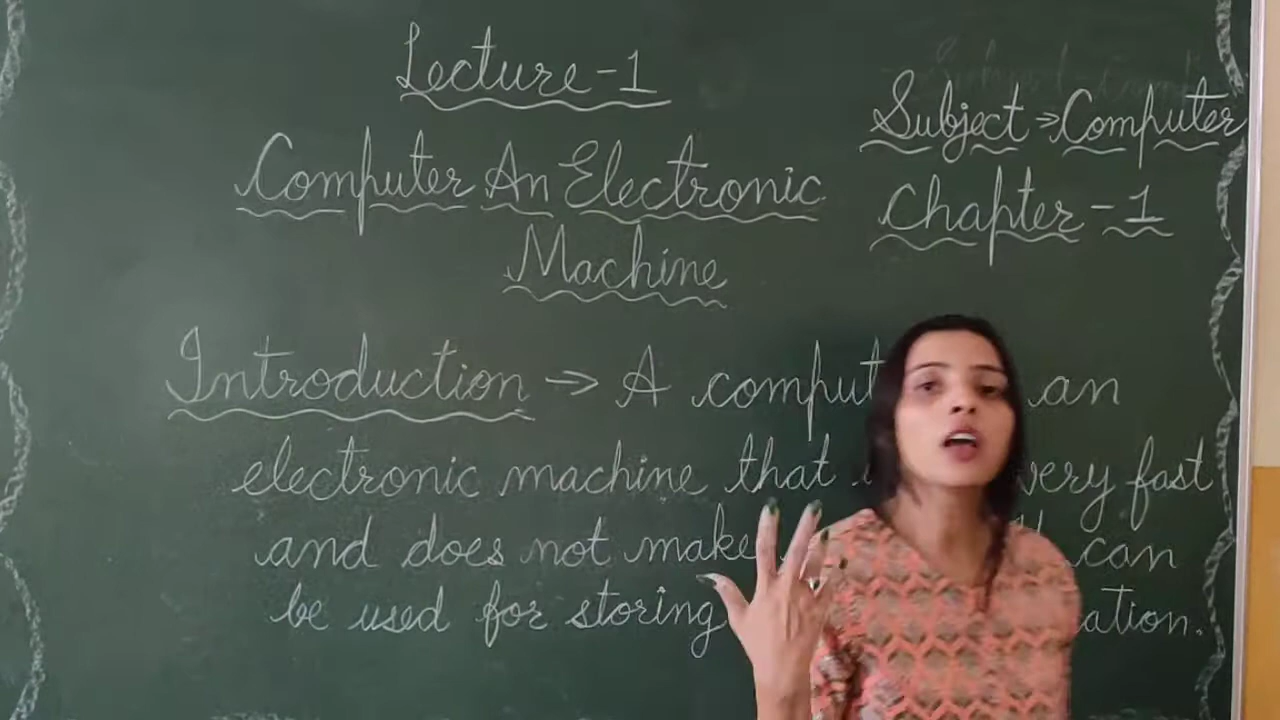 Lecture-1
Subject → Computer
Computer An Electronic
Chapter-1
Machine
Introduction → A comput an
electronic machine that very fast
and does not make can
be used for storing ation.